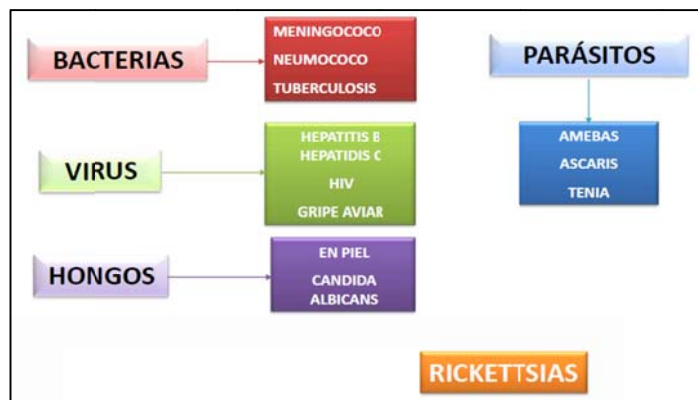 BACTERIAS
MENINGOCOCO
NEUMOCOCO
TUBERCULOSIS
PARÁSITOS
AMEBAS
ASCARIS
TENIA
VIRUS
HEPATITIS B
HEPATIDIS C
HIV
GRIPE AVIAR
HONGOS
EN PIEL
CANDIDA
ALBICANS
RICKETTSIAS